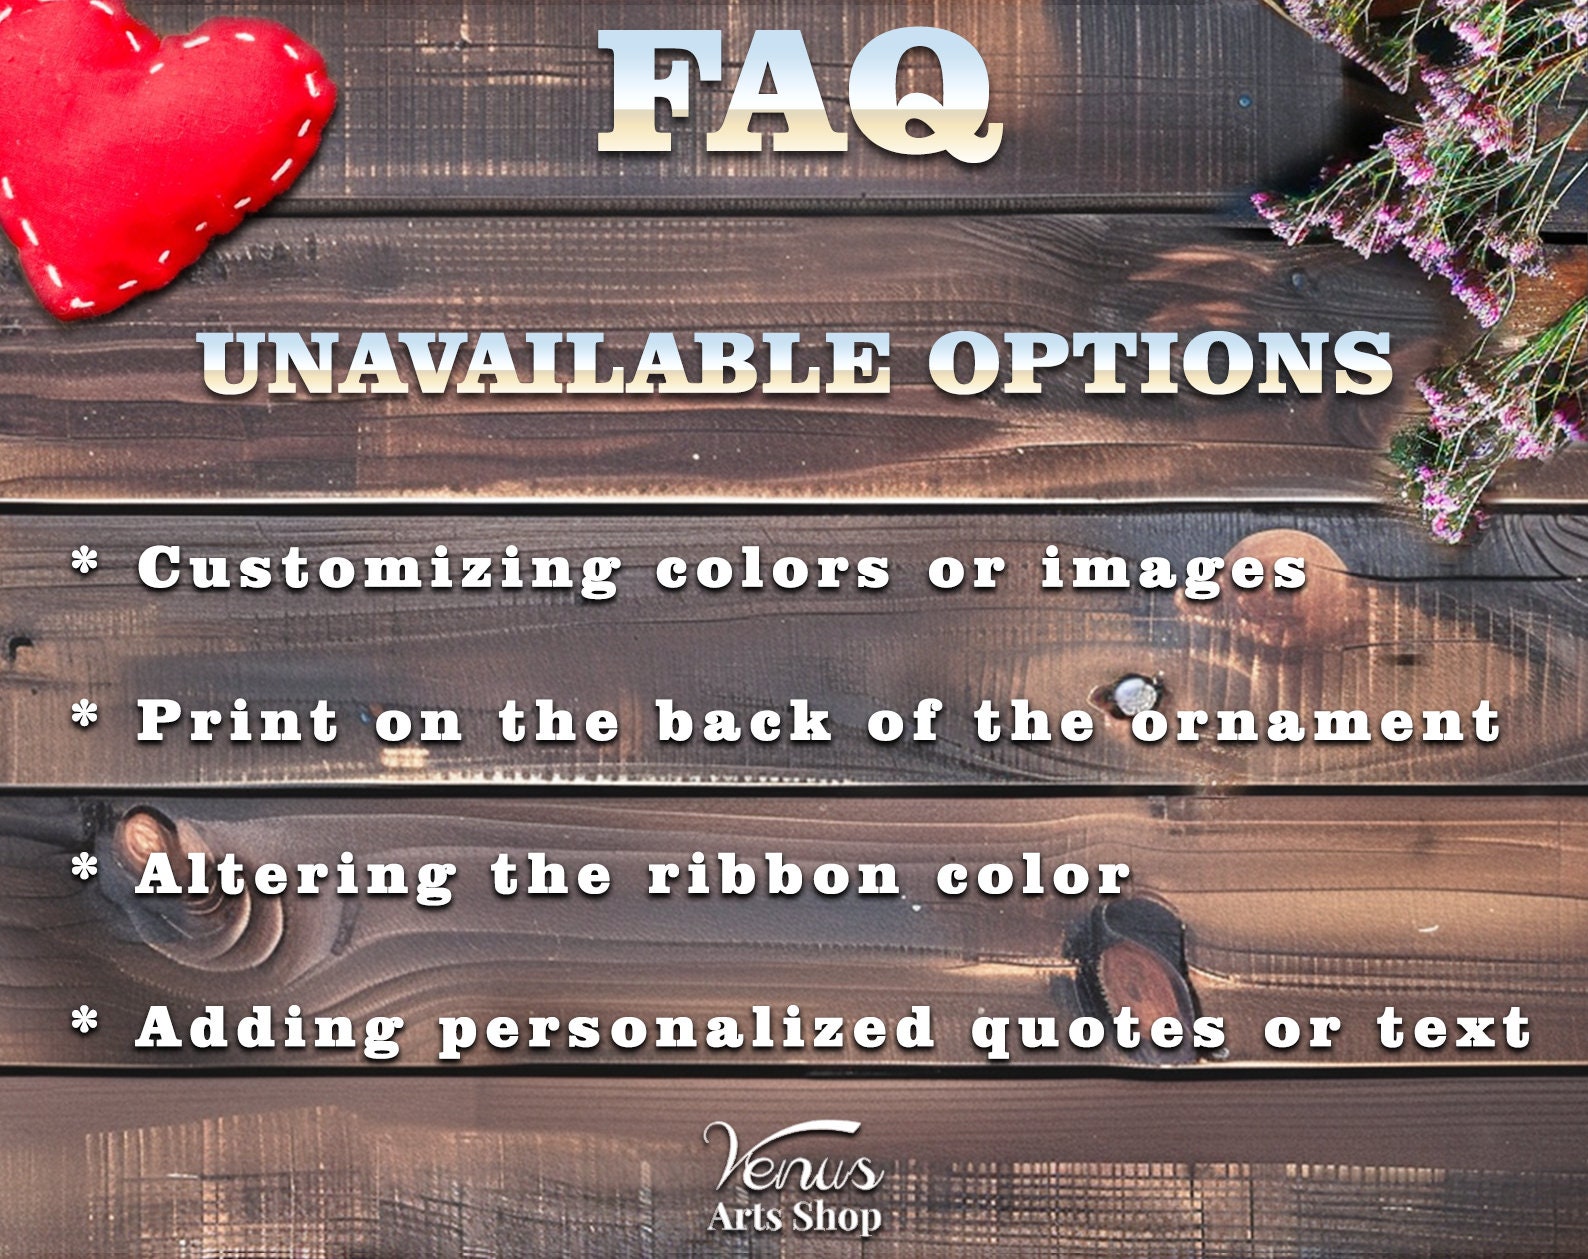 FAQ
UNAVAILABLE OPTIONS
* Customizing colors or images
* Print on the back of the ornament
* Altering the ribbon color
* Adding personalized quotes or text
Venus
Arts Shop